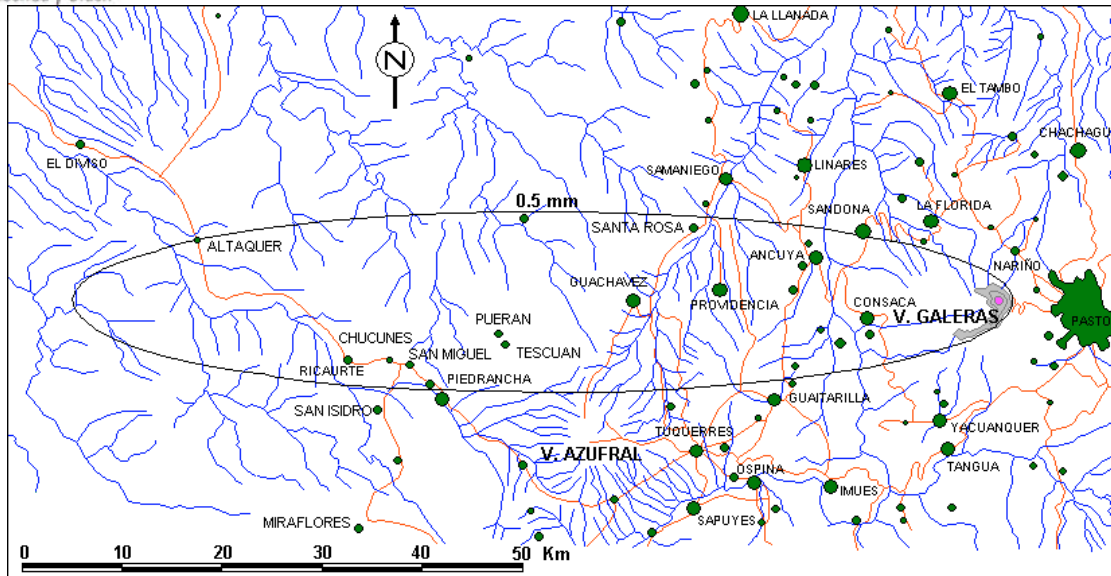 LA LLANADA
N
EL TAMBO
CHACHAGÜ
EL DIVISO
SAMANIEGO
LINARES
0.5 mm
SANDONA
LA FLORIDA
SANTA ROSA
ALTAQUER
ANCUYA
NARIÑO
GUACHAVEZ
PROVIDENCIA
CONSACA
V. GALERAS
PASTO
PUERAN
CHUCUNES
TESCUAN
SAN MIGUEL
RICAURTE
PIEDRANCHA
SAN ISIDRO
GUAITARILLA
TUQUERRES
YACUANQUER
V. AZUFRAL
OSPINA
TANGUA
IMUES
SAPUYES
MIRAFLORES
0 10 20 30 40 50 Km